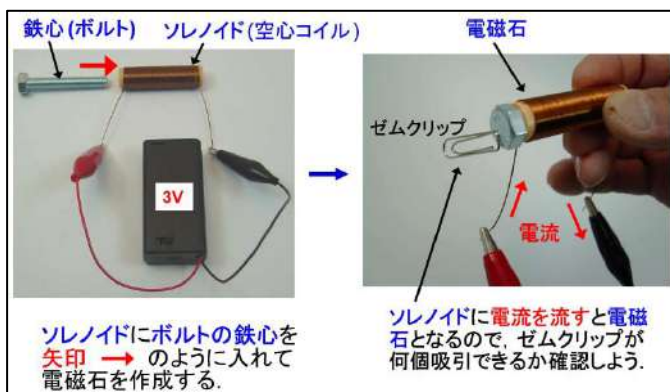 鉄心(ボルト)
ソレノイド(空心コイル)
3V
ソレノイドにボルトの鉄心を
矢印 → のように入れて
電磁石を作成する.
電磁石
ゼムクリップ
電流
ソレノイドに電流を流すと電磁
石となるので, ゼムクリップが
何個吸引できるか確認しよう.